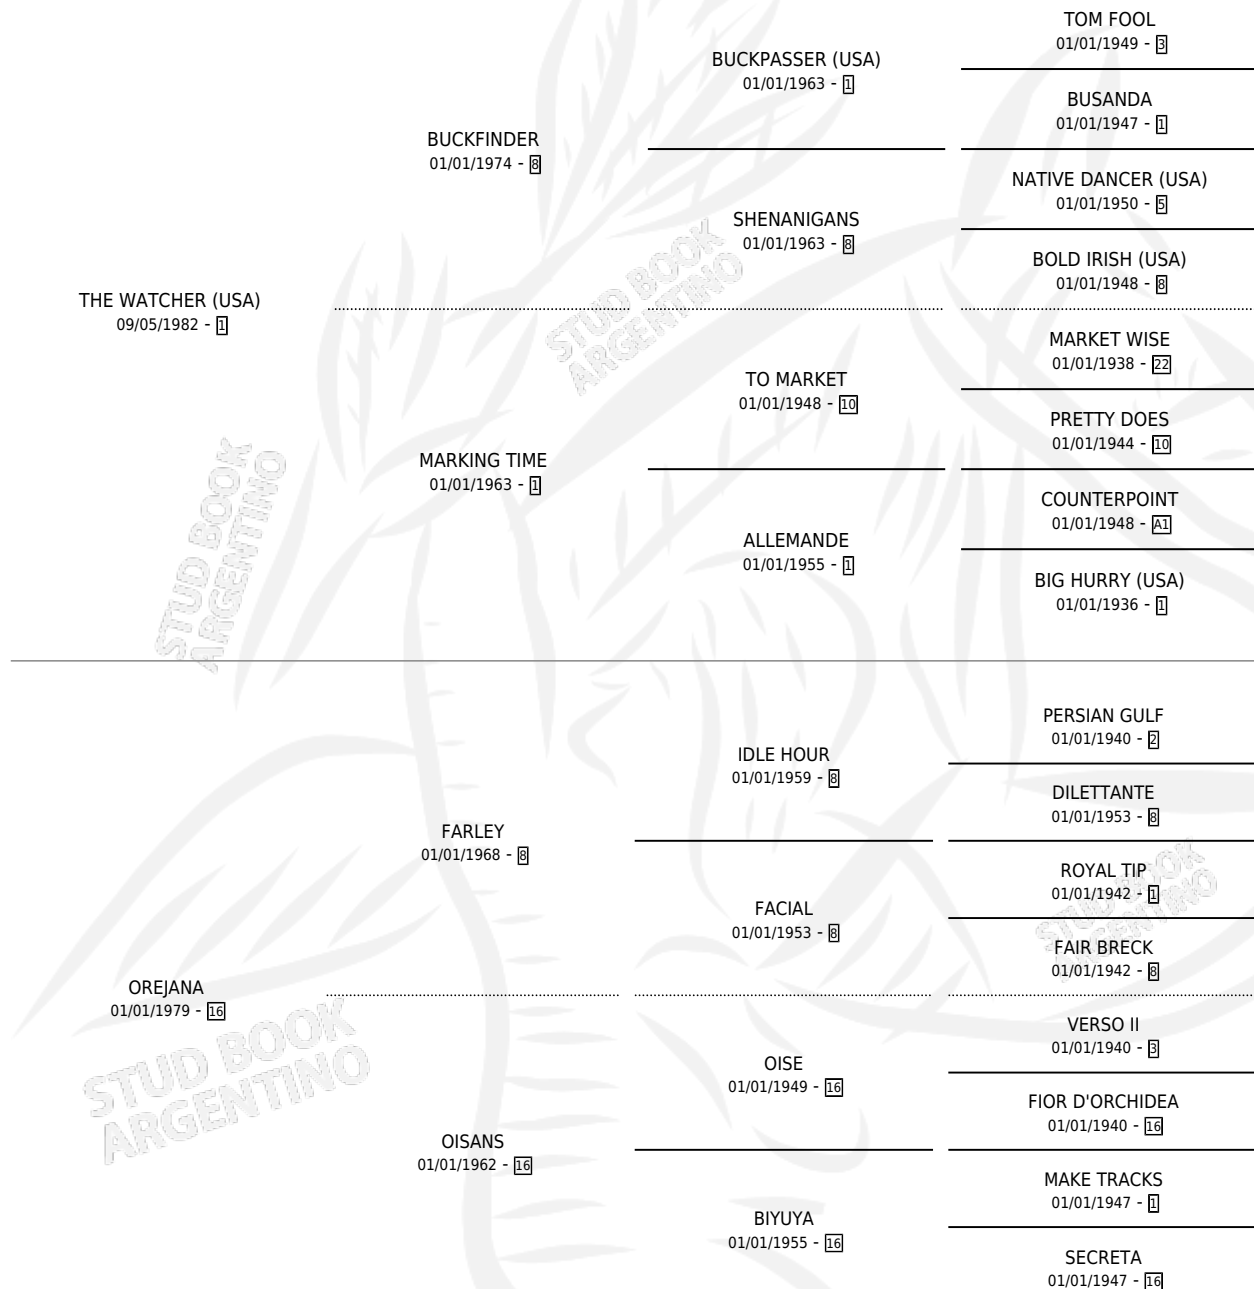 TOM FOOL
01/01/1949 - 3
BUCKPASSER (USA)
01/01/1963 - 1
BUSANDA
01/01/1947 - 1
BUCKFINDER
01/01/1974 - 8
NATIVE DANCER (USA)
01/01/1950 - 5
SHENANIGANS
01/01/1963 - 8
BOLD IRISH (USA)
01/01/1948 - 8
THE WATCHER (USA)
09/05/1982 - 1
MARKET WISE
01/01/1938 - 22
TO MARKET
01/01/1948 - 10
PRETTY DOES
01/01/1944 - 10
MARKING TIME
01/01/1963 - 1
COUNTERPOINT
01/01/1948 - A1
ALLEMANDE
01/01/1955 - 1
BIG HURRY (USA)
01/01/1936 - 1
PERSIAN GULF
01/01/1940 - 2
IDLE HOUR
01/01/1959 - 8
DILETTANTE
01/01/1953 - 8
FARLEY
01/01/1968 - 8
ROYAL TIP
01/01/1942 - 1
FACIAL
01/01/1953 - 8
FAIR BRECK
01/01/1942 - 8
OREJANA
01/01/1979 - 16
VERSO II
01/01/1940 - 3
OISE
01/01/1949 - 16
FIOR D'ORCHIDEA
01/01/1940 - 16
OISANS
01/01/1962 - 16
MAKE TRACKS
01/01/1947 - 1
BIYUYA
01/01/1955 - 16
SECRETA
01/01/1947 - 16
STUD BOOK
ARGENTINO
STUD BOOK
ARGENTINO
STUD BOOK
ARGENTINO
STUD BOOK
ARGENTINO